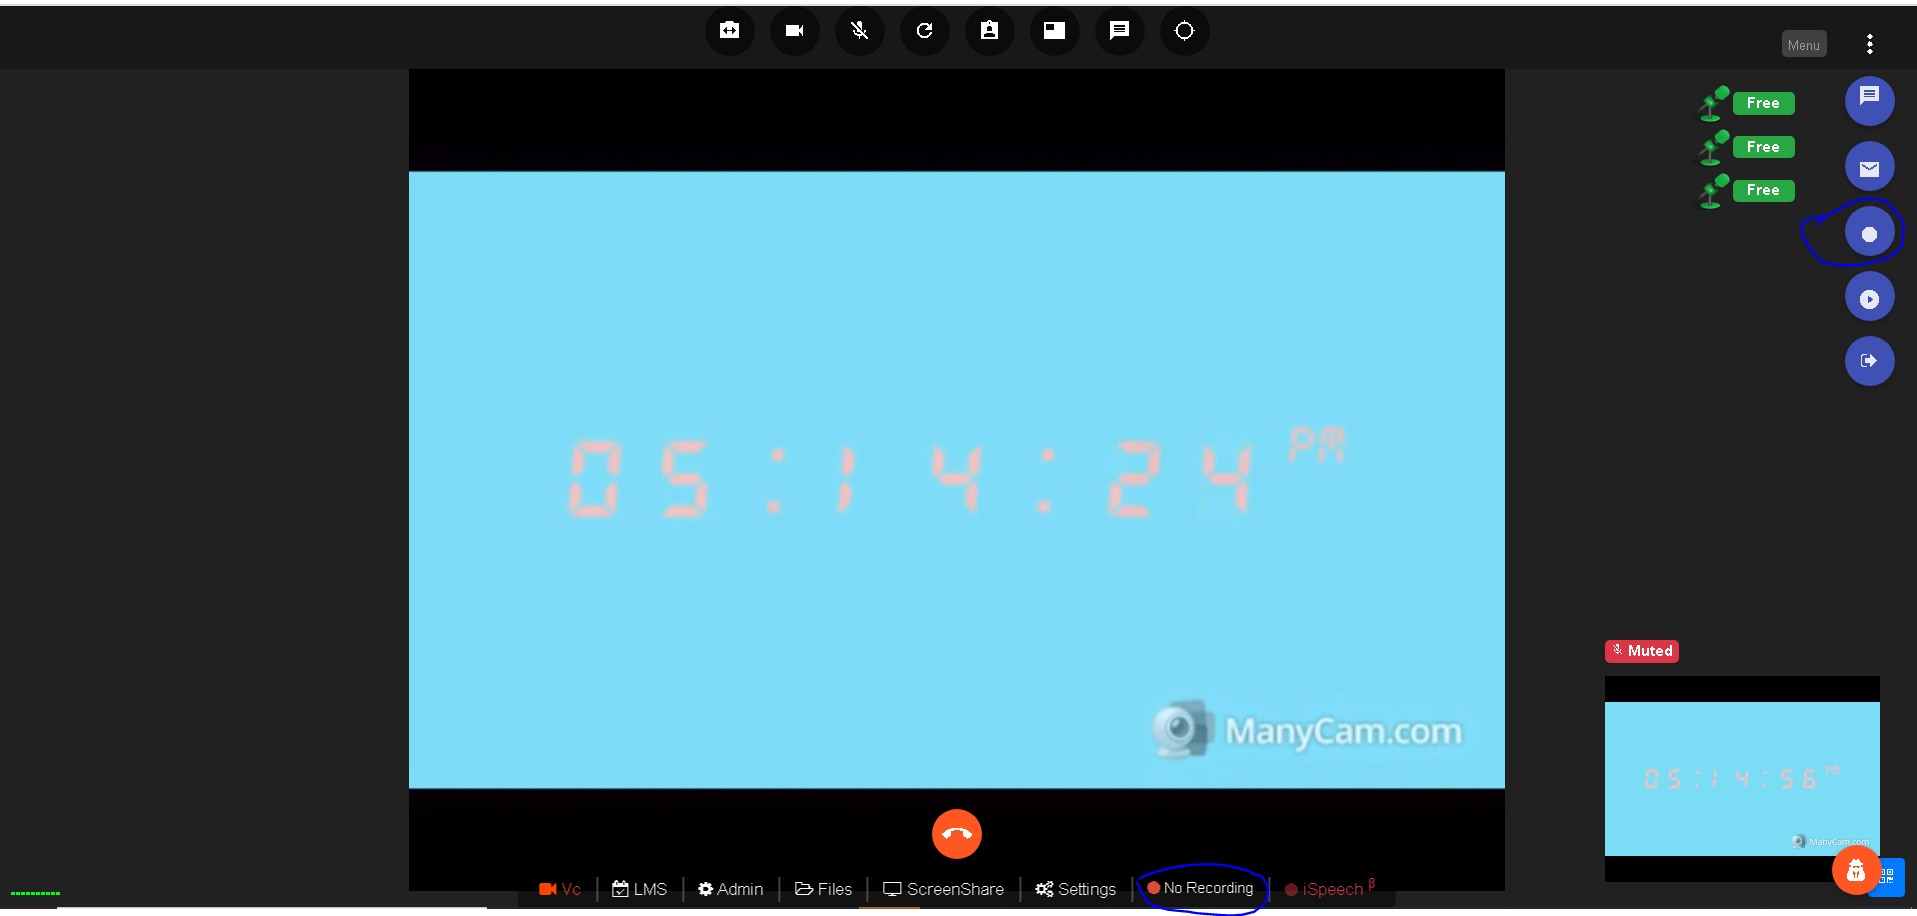 Menu
Free
Free
Free
05:14:24 PM
ManyCam.com
Muted
05:14:56 PM
ManyCam.com
Vc | LMS | Admin | Files | ScreenShare | Settings | No Recording | iSpeech β